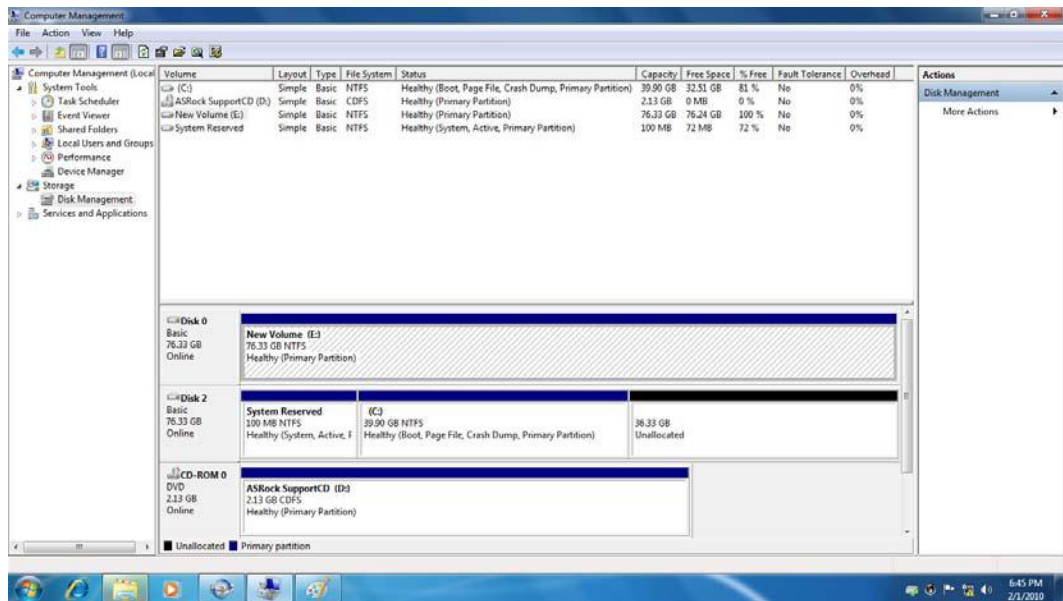 Computer Management
File Action View Help
Computer Management (Local
System Tools
Task Scheduler
Event Viewer
Shared Folders
Local Users and Groups
Performance
Device Manager
Storage
Disk Management
Services and Applications
Volume Layout Type File System Status Capacity Free Space % Free Fault Tolerance Overhead
(C:) Simple Basic NTFS Healthy (Boot, Page File, Crash Dump, Primary Partition) 39.90 GB 32.51 GB 81 % No 0%
ASRock SupportCD (D:) Simple Basic CDFS Healthy (Primary Partition) 2.13 GB 0 MB 0 % No 0%
New Volume (E:) Simple Basic NTFS Healthy (Primary Partition) 76.33 GB 76.24 GB 100 % No 0%
System Reserved Simple Basic NTFS Healthy (System, Active, Primary Partition) 100 MB 72 MB 72 % No 0%
Actions
Disk Management
More Actions
Disk 0
Basic
76.33 GB
Online
New Volume (E:)
76.33 GB NTFS
Healthy (Primary Partition)
Disk 2
Basic
76.33 GB
Online
System Reserved
100 MB NTFS
Healthy (System, Active, F
(C:)
39.90 GB NTFS
Healthy (Boot, Page File, Crash Dump, Primary Partition)
36.33 GB
Unallocated
CD-ROM 0
DVD
2.13 GB
Online
ASRock SupportCD (D:)
2.13 GB CDFS
Healthy (Primary Partition)
Unallocated Primary partition
6:45 PM
2/1/2010